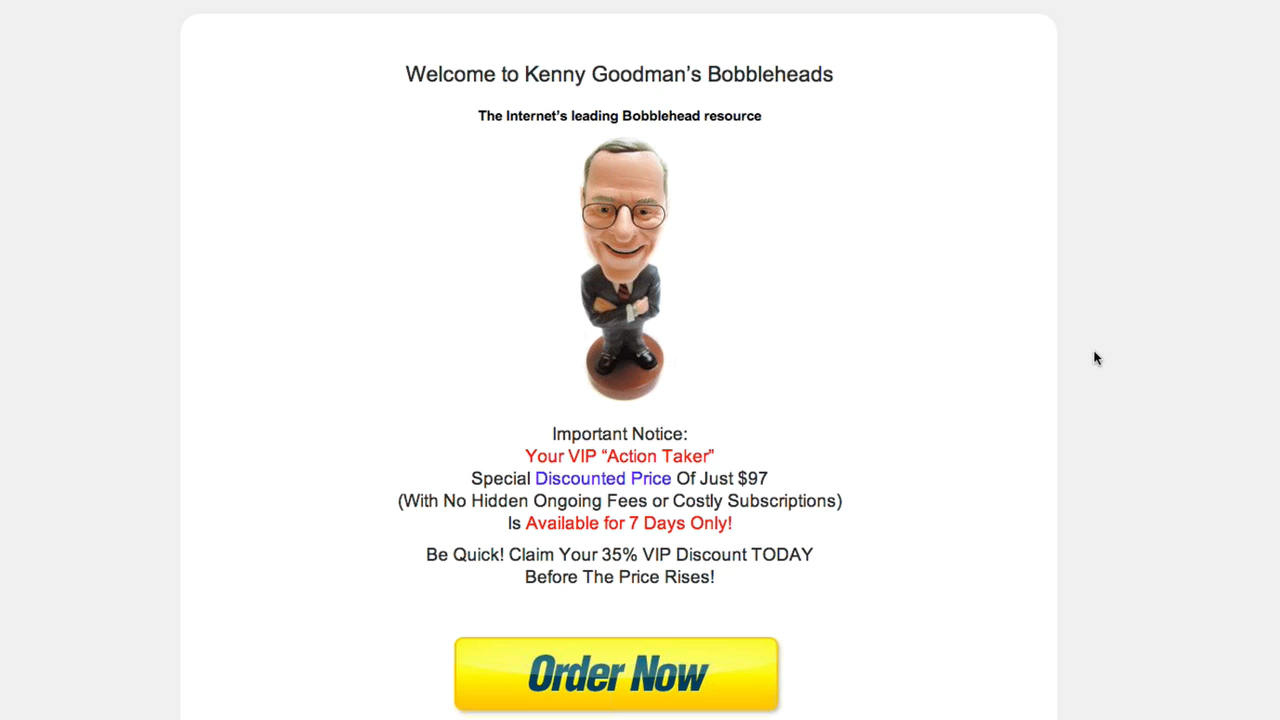 Welcome to Kenny Goodman’s Bobbleheads
The Internet’s leading Bobblehead resource
Important Notice:
Your VIP “Action Taker”
Special Discounted Price Of Just $97
(With No Hidden Ongoing Fees or Costly Subscriptions)
Is Available for 7 Days Only!
Be Quick! Claim Your 35% VIP Discount TODAY
Before The Price Rises!
Order Now